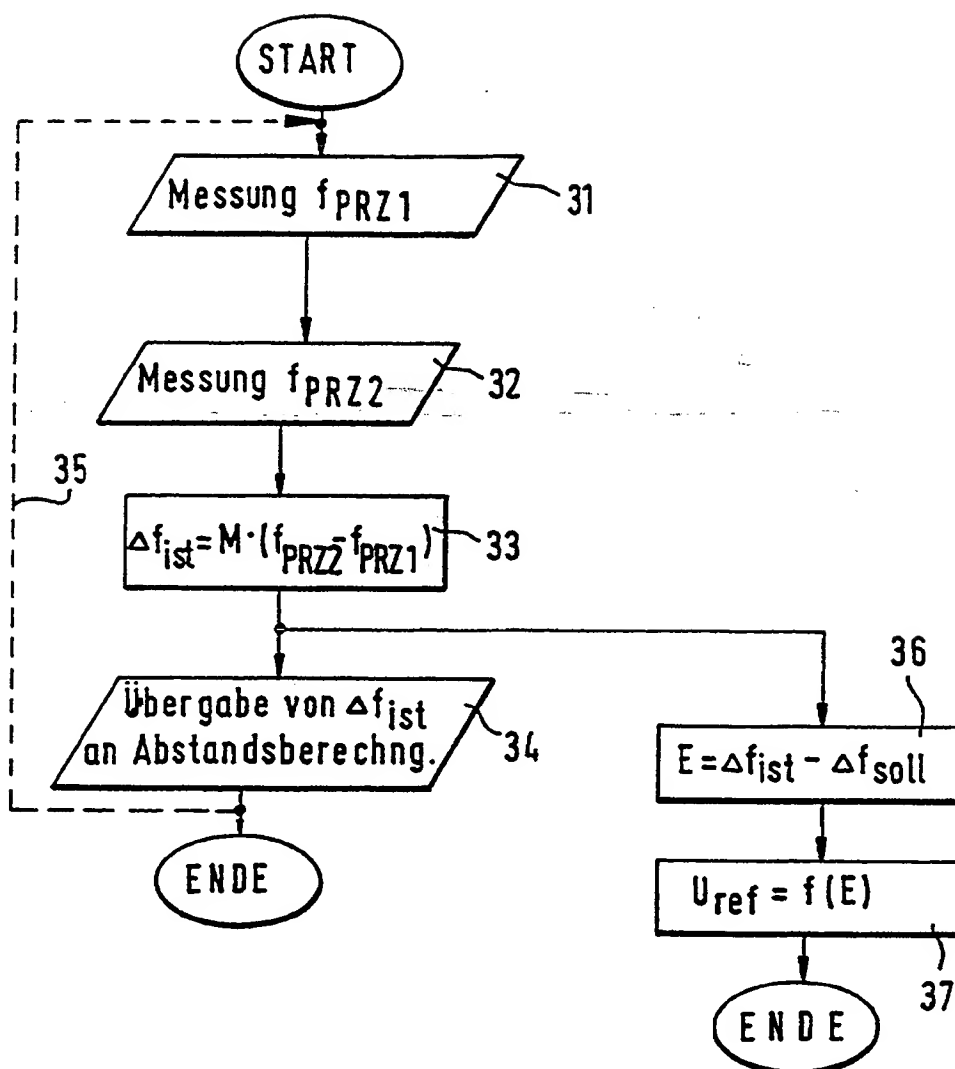 START
Messung fPRZ1
31
Messung fPRZ2
32
35
Δfist=M·(fPRZ2-fPRZ1)
33
Übergabe von Δfist
an Abstandsberechng.
34
36
E=Δfist - Δfsoll
ENDE
Uref = f(E)
37
ENDE